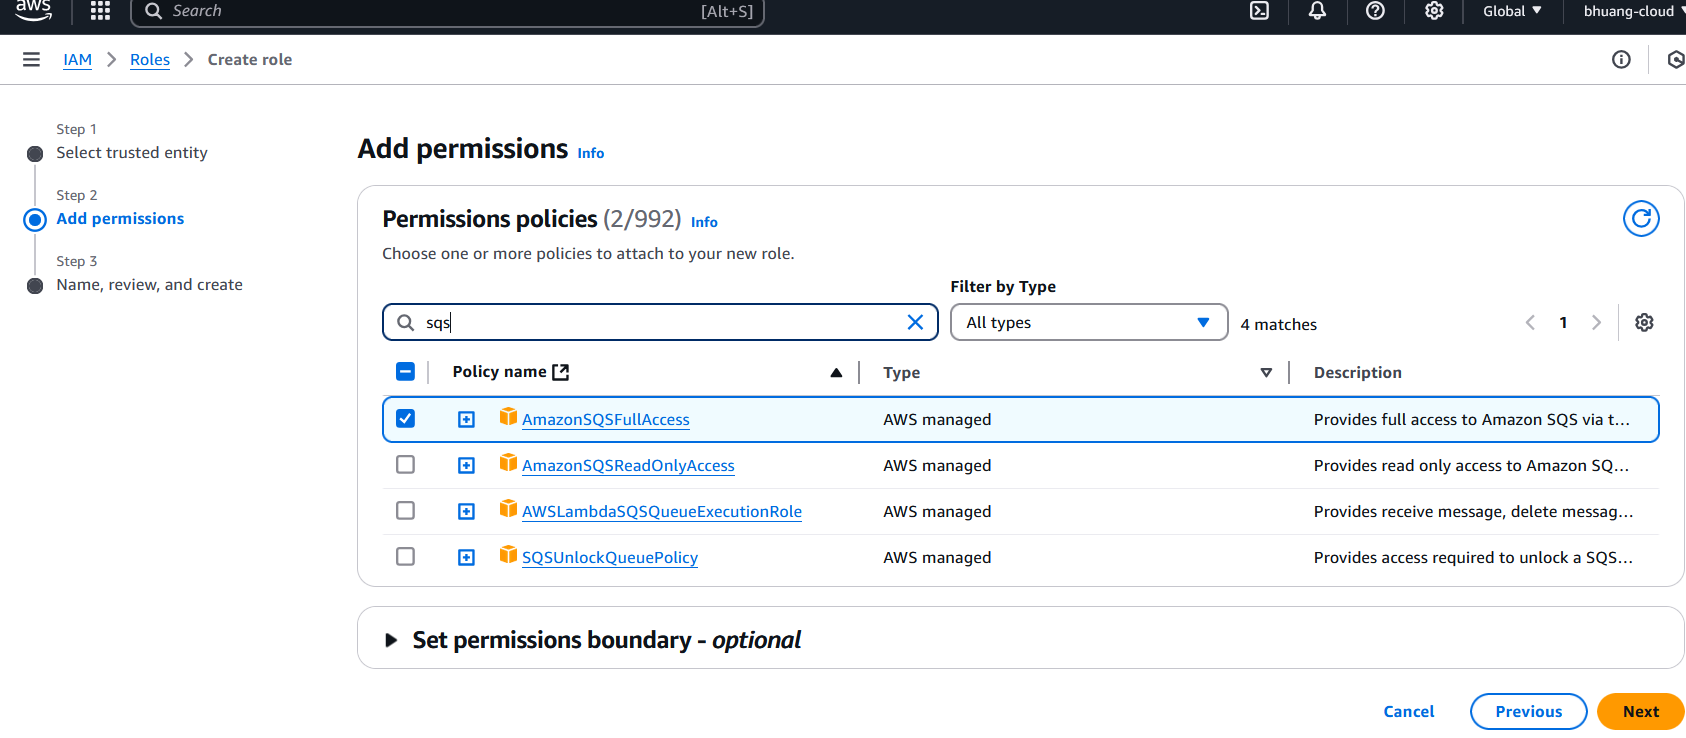 aws Search [Alt+S] Global bhuang-cloud
IAM Roles Create role
Step 1
Select trusted entity
Step 2
Add permissions
Step 3
Name, review, and create
Add permissions Info
Permissions policies (2/992) Info
Choose one or more policies to attach to your new role.
Filter by Type
sqs All types 4 matches 1
Policy name Type Description
AmazonSQSFullAccess AWS managed Provides full access to Amazon SQS via t...
AmazonSQSReadOnlyAccess AWS managed Provides read only access to Amazon SQ...
AWSLambdaSQSQueueExecutionRole AWS managed Provides receive message, delete messag...
SQSUnlockQueuePolicy AWS managed Provides access required to unlock a SQS...
Set permissions boundary - optional
Cancel Previous Next